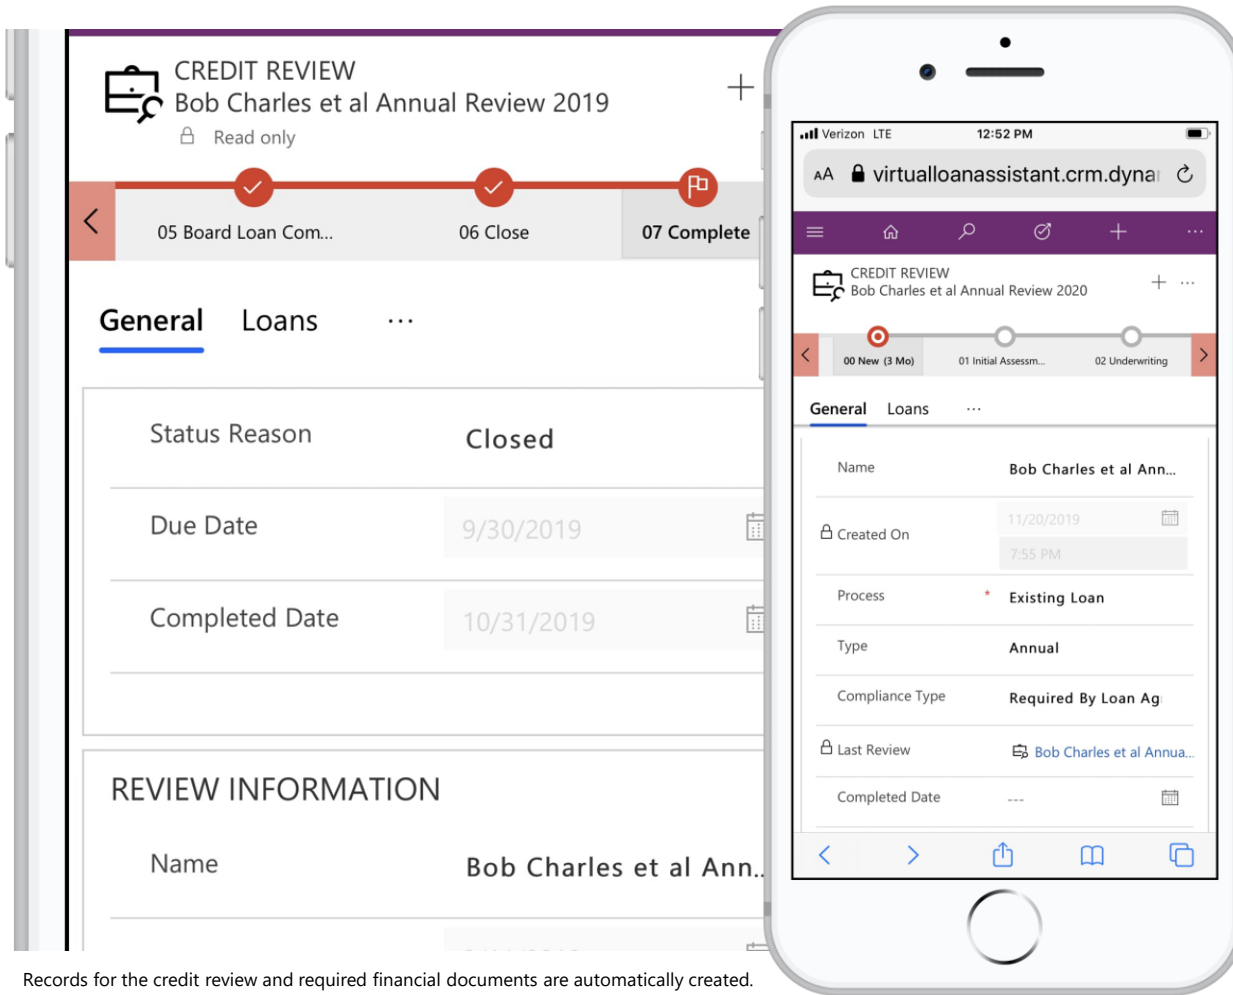 CREDIT REVIEW
Bob Charles et al Annual Review 2019
Read only
05 Board Loan Com...
06 Close
07 Complete
General
Loans
...
Status Reason
Closed
Due Date
9/30/2019
Completed Date
10/31/2019
REVIEW INFORMATION
Name
Bob Charles et al Ann..
Records for the credit review and required financial documents are automatically created.
Verizon LTE
12:52 PM
AA virtualloanassistant.crm.dynar
CREDIT REVIEW
Bob Charles et al Annual Review 2020
00 New (3 Mo)
01 Initial Assessm...
02 Underwriting
General
Loans
...
Name
Bob Charles et al Ann...
Created On
11/20/2019
7:55 PM
Process
* Existing Loan
Type
Annual
Compliance Type
Required By Loan Ag
Last Review
Bob Charles et al Annua...
Completed Date
---